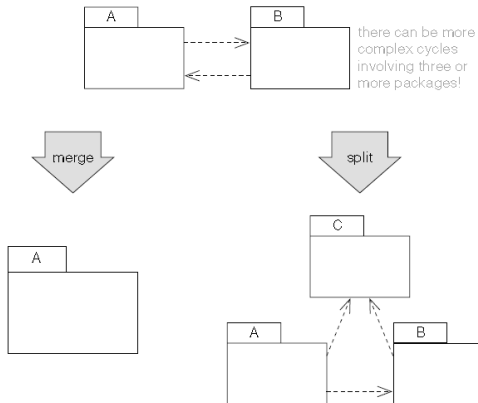 A
B
there can be more
complex cycles
involving three or
more packages!
merge
split
A
C
A
B